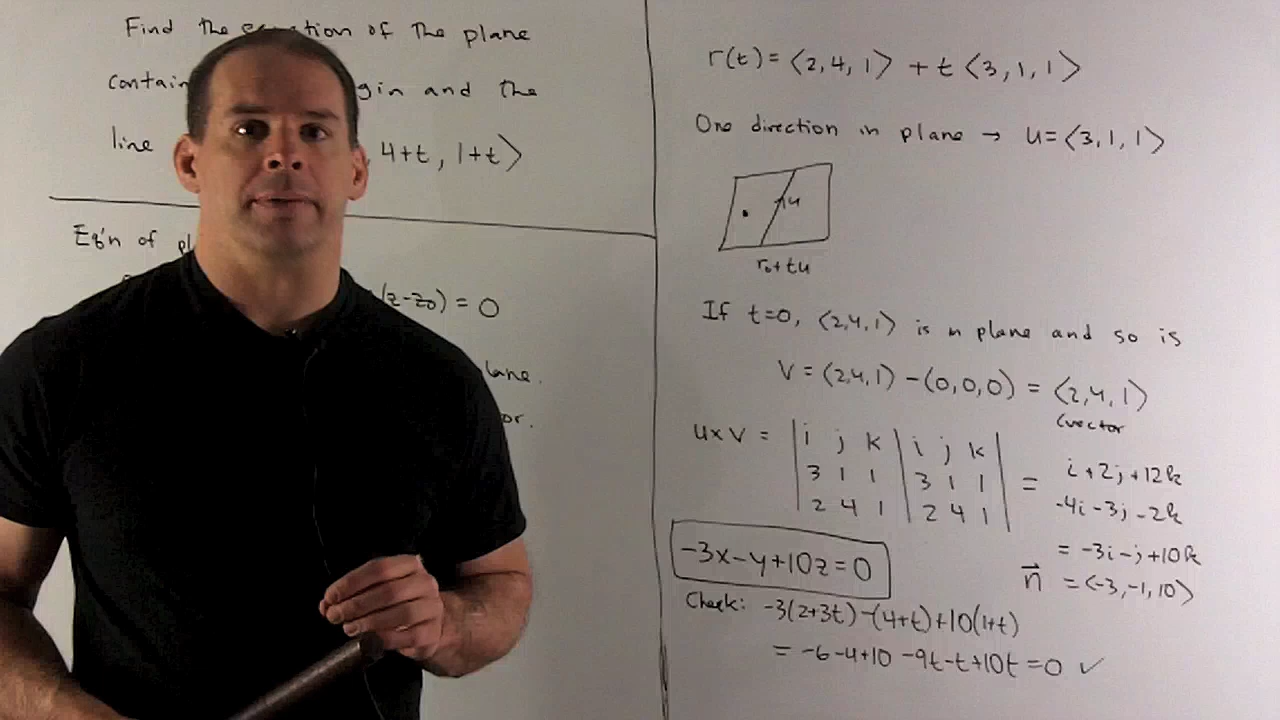 Find the equation of the plane
contain gin and the
line 4+t, 1+t⟩
Eq'n of pl
(z-z₀) = 0
lane.
or.
r(t) = ⟨2, 4, 1⟩ + t ⟨3, 1, 1⟩
One direction in plane → u = ⟨3, 1, 1⟩
u
r₀+tu
If t=0, (2,4,1) is in plane and so is
V = (2,4,1) - (0,0,0) = ⟨2,4,1⟩
(vector
u x v = | i j k | i j k |
3 1 1 | 3 1 1
2 4 1 | 2 4 1
= i + 2j + 12k
-4i - 3j - 2k
= -3i - j + 10k
n⃗ = ⟨-3, -1, 10⟩
-3x-y+10z=0
Check: -3(2+3t) -(4+t)+10(1+t)
= -6-4+10 -9t-t+10t =0 ✓